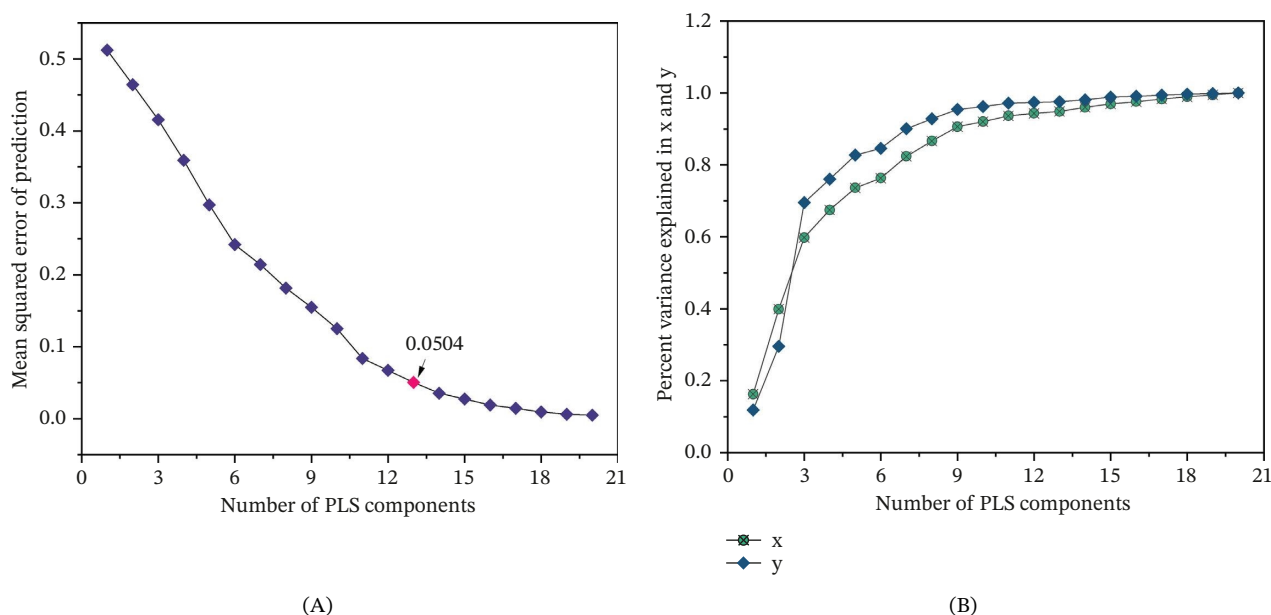 0.5
0.4
0.3
0.2
0.1
0.0
Mean squared error of prediction
0.0504
0 3 6 9 12 15 18 21
Number of PLS components
(A)
1.2
1.0
0.8
0.6
0.4
0.2
0.0
Percent variance explained in x and y
0 3 6 9 12 15 18 21
Number of PLS components
x
y
(B)